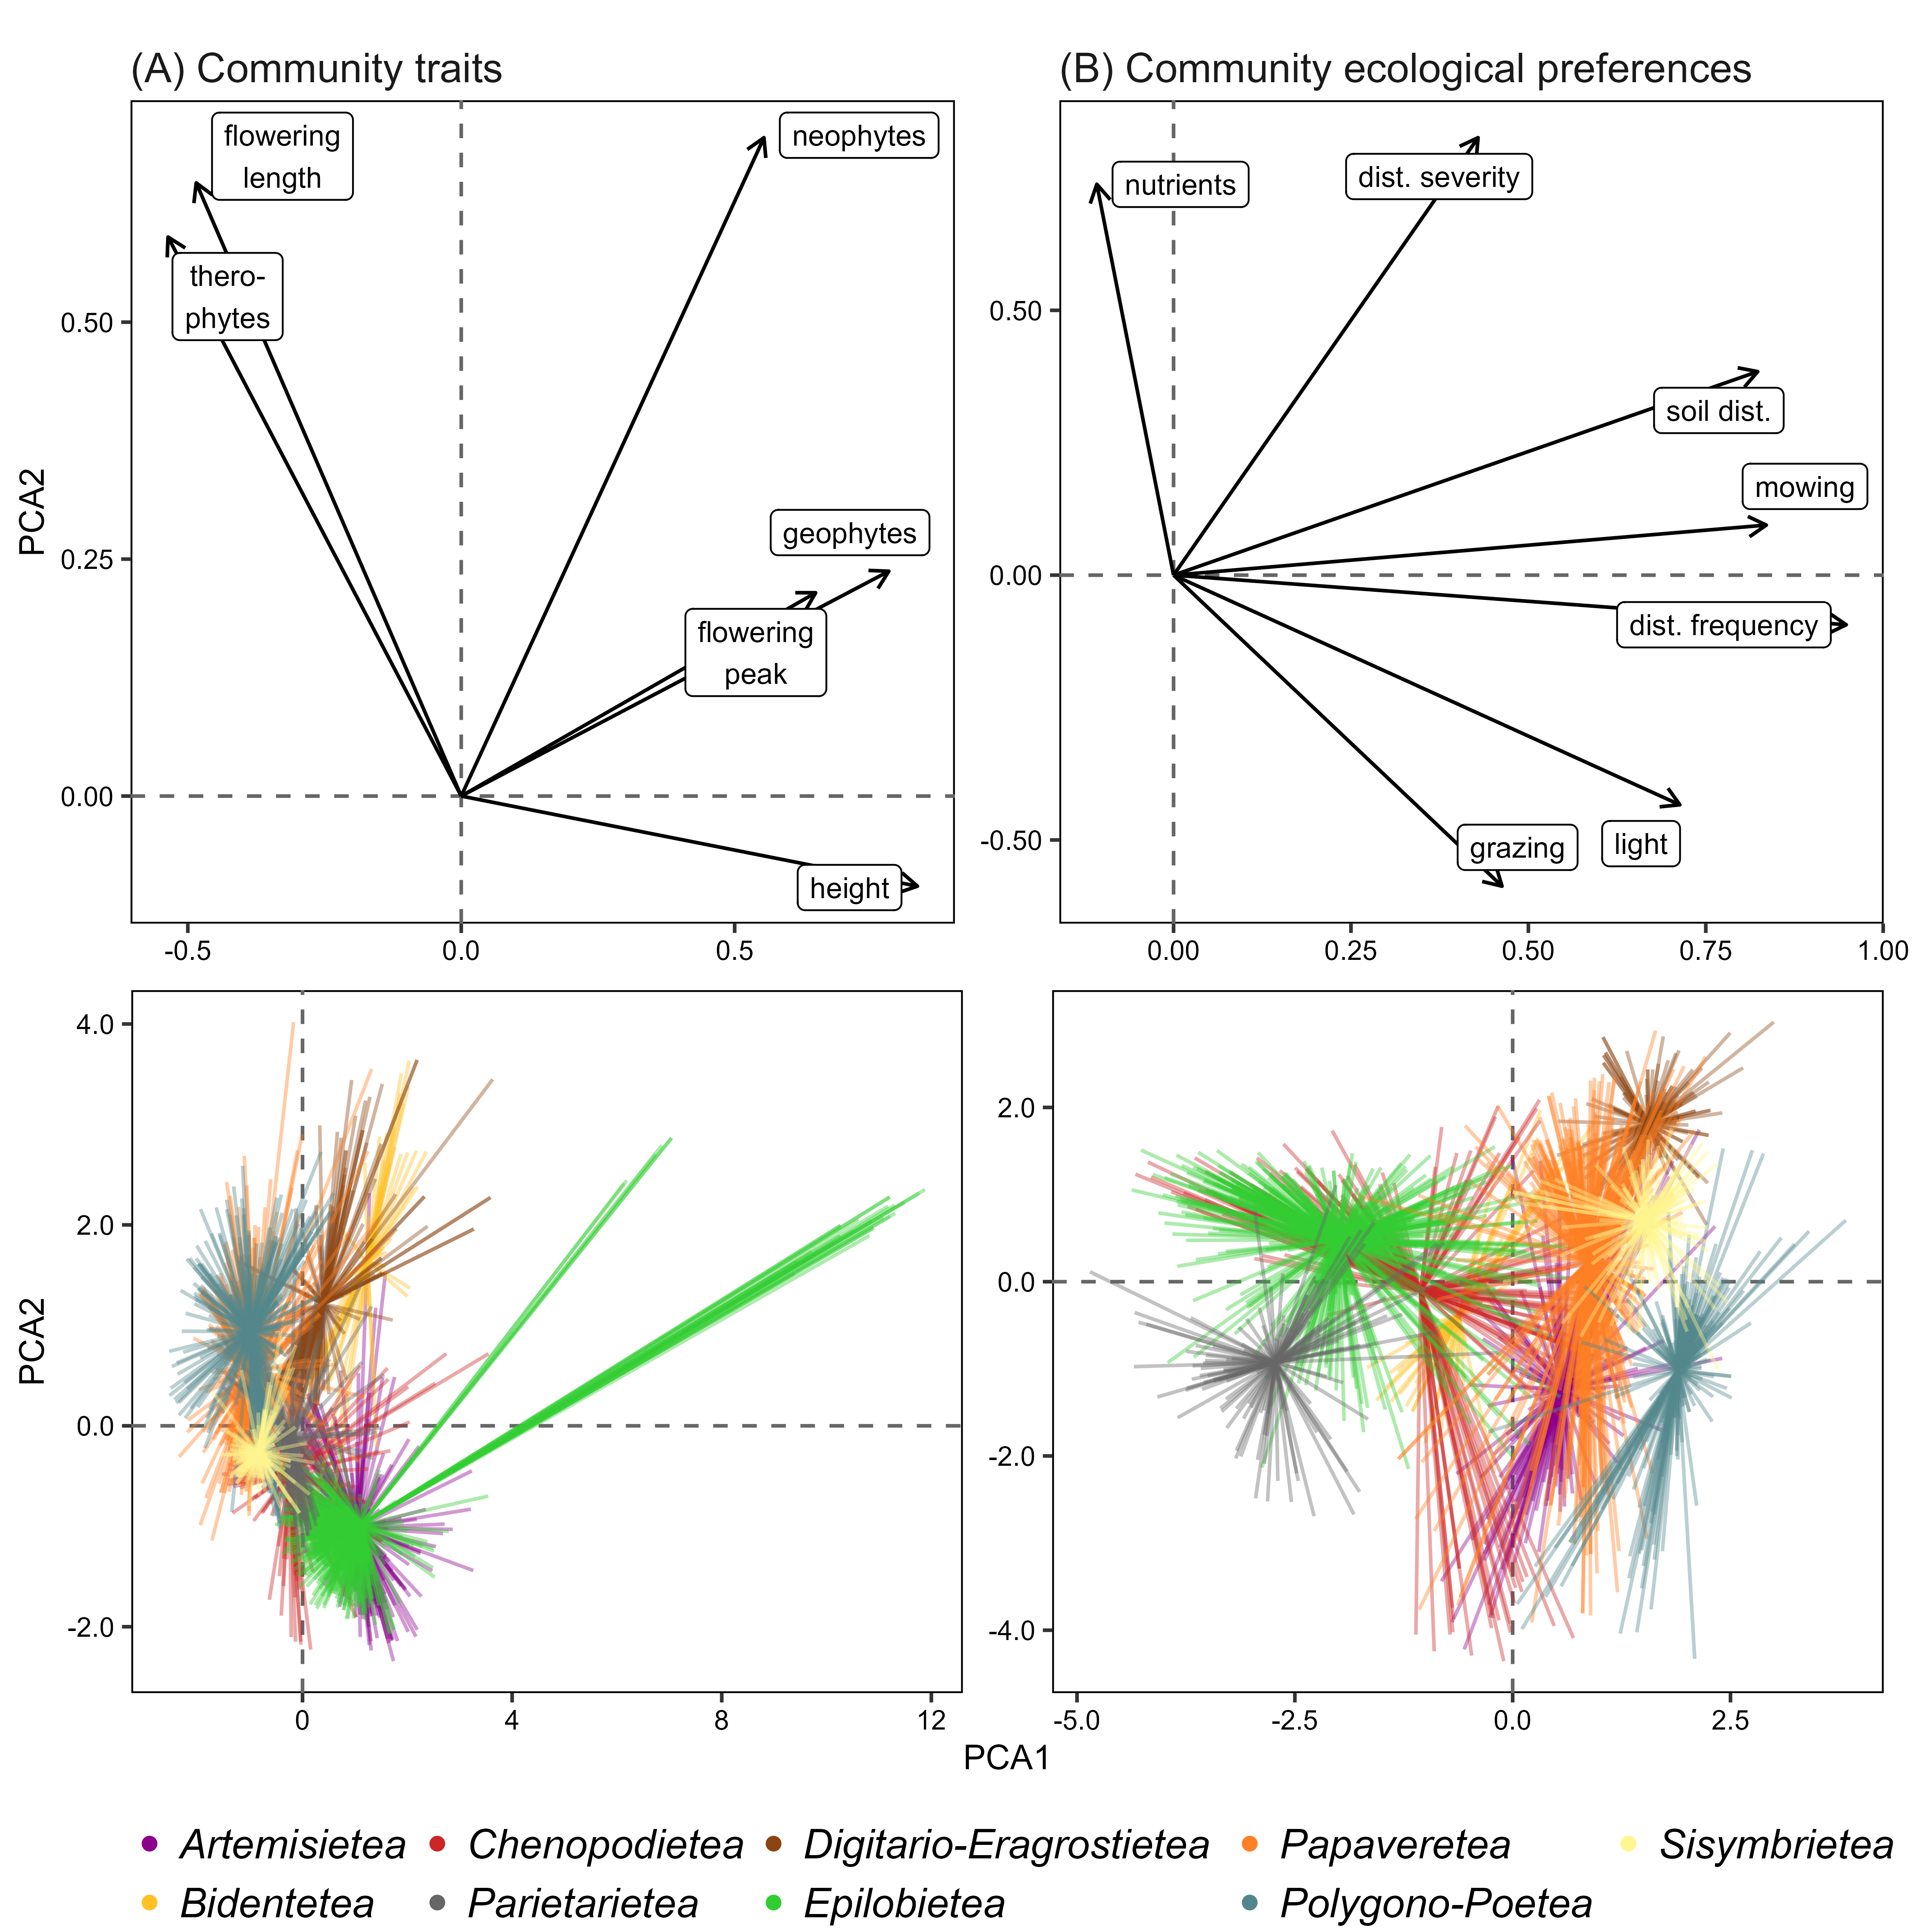 (A) Community traits
(B) Community ecological preferences
flowering
length
neophytes
thero-
phytes
geophytes
flowering
peak
height
PCA2
0.50
0.25
0.00
-0.5
0.0
0.5
nutrients
dist. severity
soil dist.
mowing
dist. frequency
grazing
light
0.50
0.00
-0.50
0.00
0.25
0.50
0.75
1.00
PCA2
4.0
2.0
0.0
-2.0
0
4
8
12
2.0
0.0
-2.0
-4.0
-5.0
-2.5
0.0
2.5
PCA1
Artemisietea
Chenopodietea
Digitario-Eragrostietea
Papaveretea
Sisymbrietea
Bidentetea
Parietarietea
Epilobietea
Polygono-Poetea